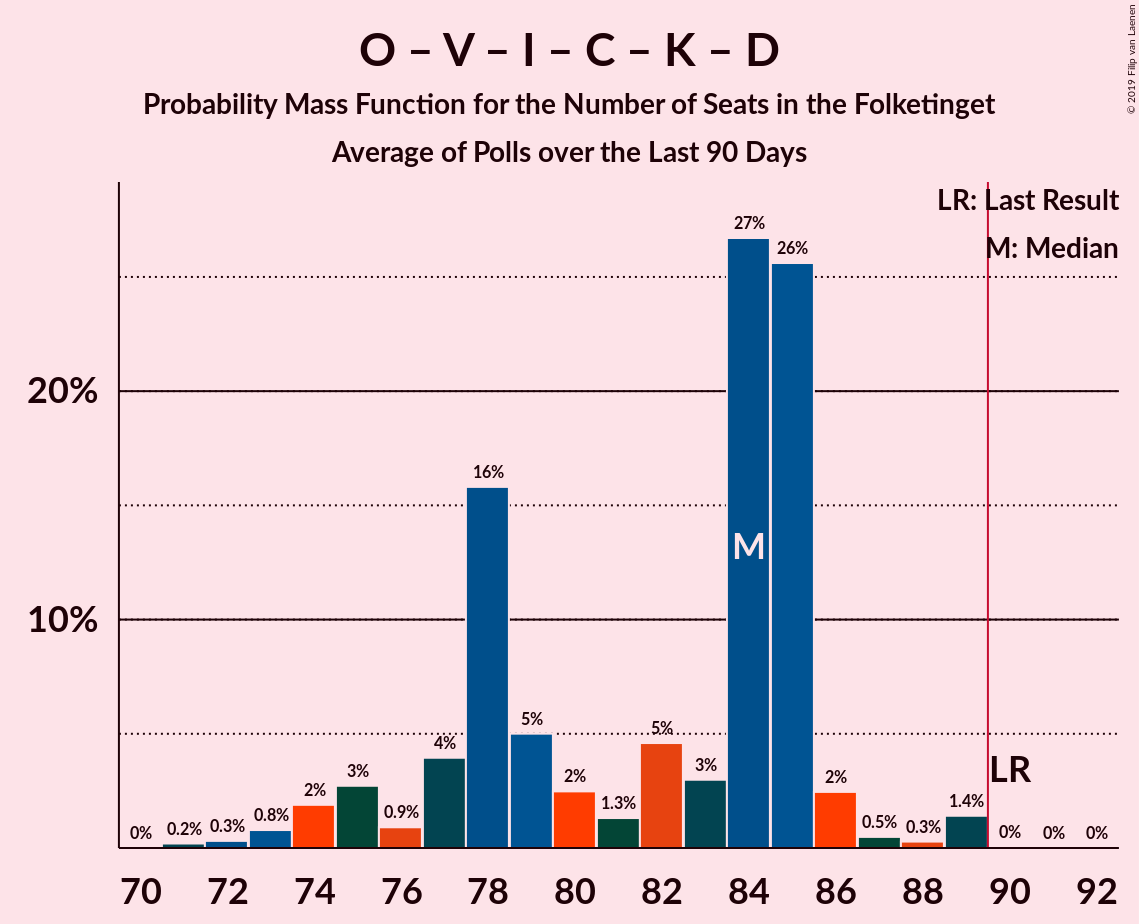 O – V – I – C – K – D
Probability Mass Function for the Number of Seats in the Folketinget
Average of Polls over the Last 90 Days
© 2019 Filip van Laenen
LR: Last Result
M: Median
20%
10%
0%
0.2%
0.3%
0.8%
2%
3%
0.9%
4%
16%
5%
2%
1.3%
5%
3%
27%
26%
2%
0.5%
0.3%
1.4%
0%
0%
0%
M
LR
70 72 74 76 78 80 82 84 86 88 90 92